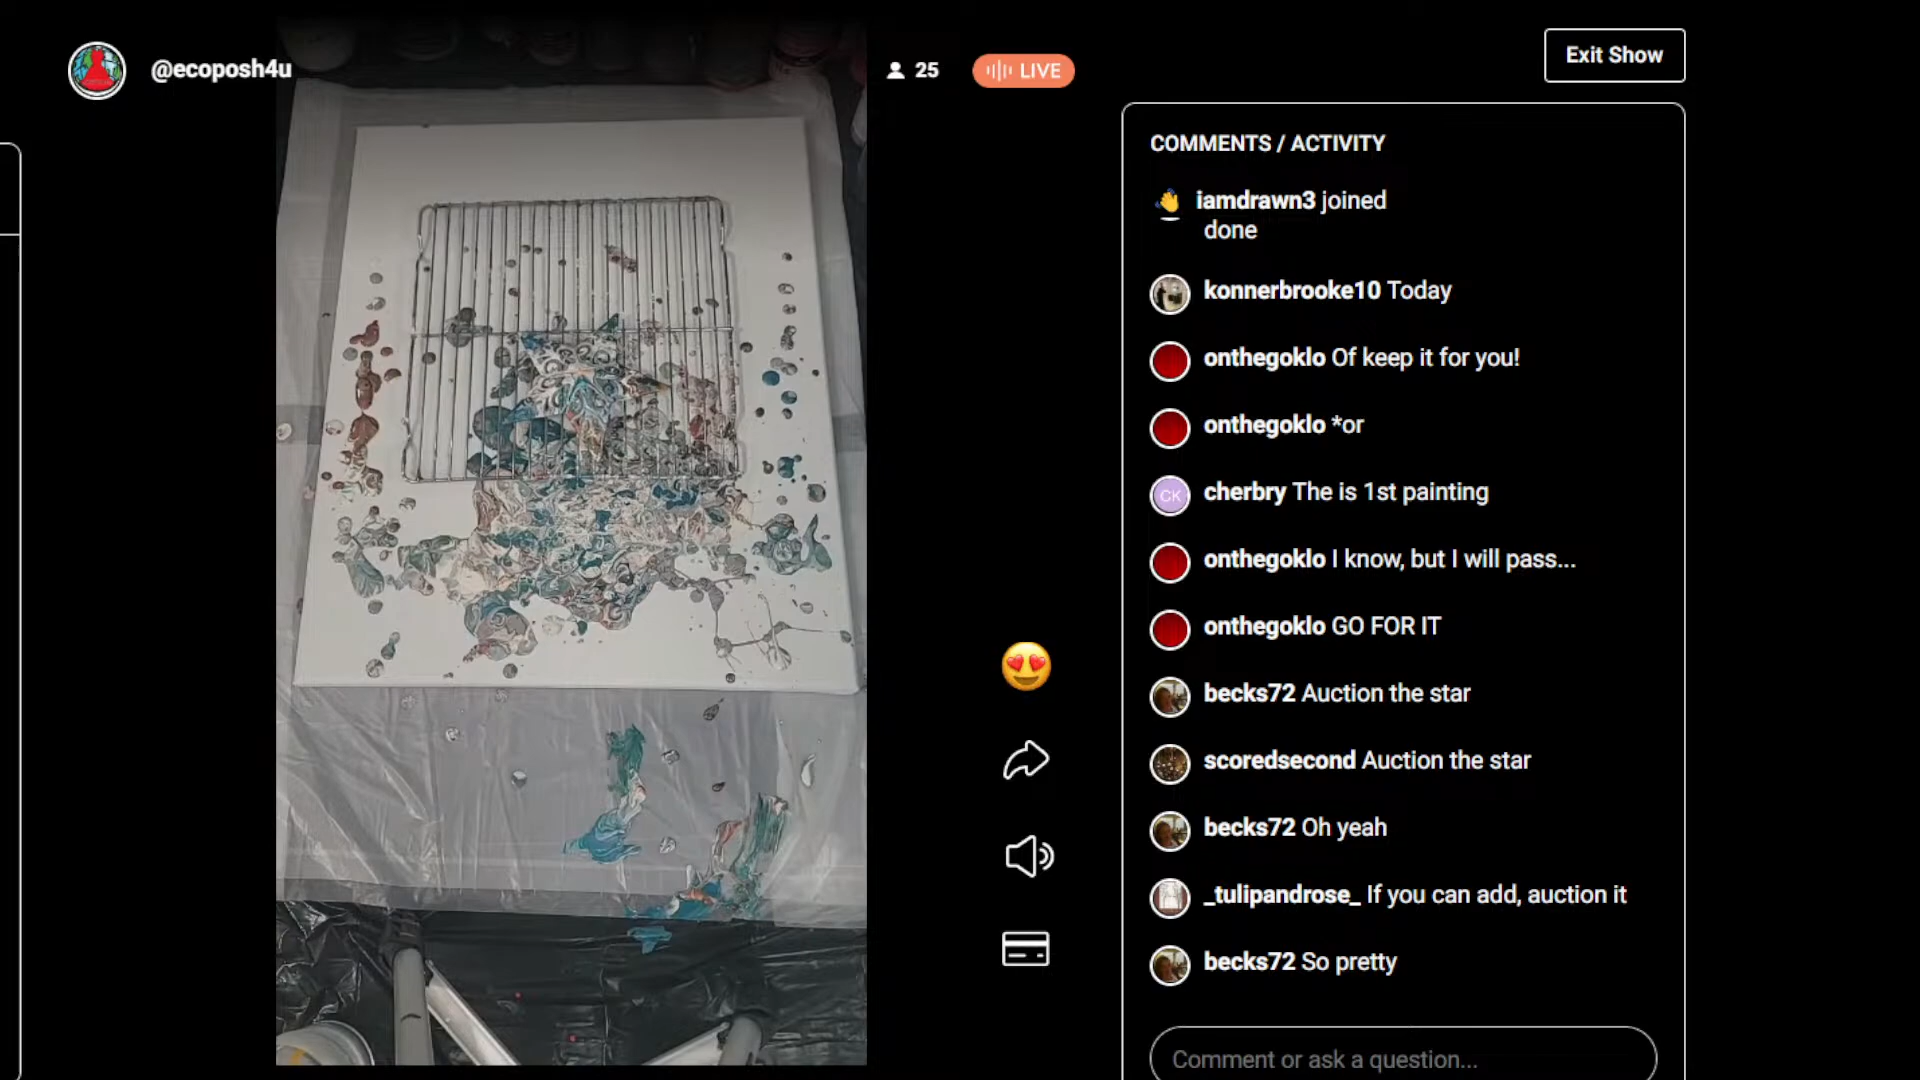 @ecoposh4u
25
LIVE
Exit Show
COMMENTS / ACTIVITY
iamdrawn3 joined
done
konnerbrooke10 Today
onthegoklo Of keep it for you!
onthegoklo *or
CK
cherbry The is 1st painting
onthegoklo I know, but I will pass...
onthegoklo GO FOR IT
becks72 Auction the star
scoredsecond Auction the star
becks72 Oh yeah
_tulipandrose_ If you can add, auction it
becks72 So pretty
Comment or ask a question...